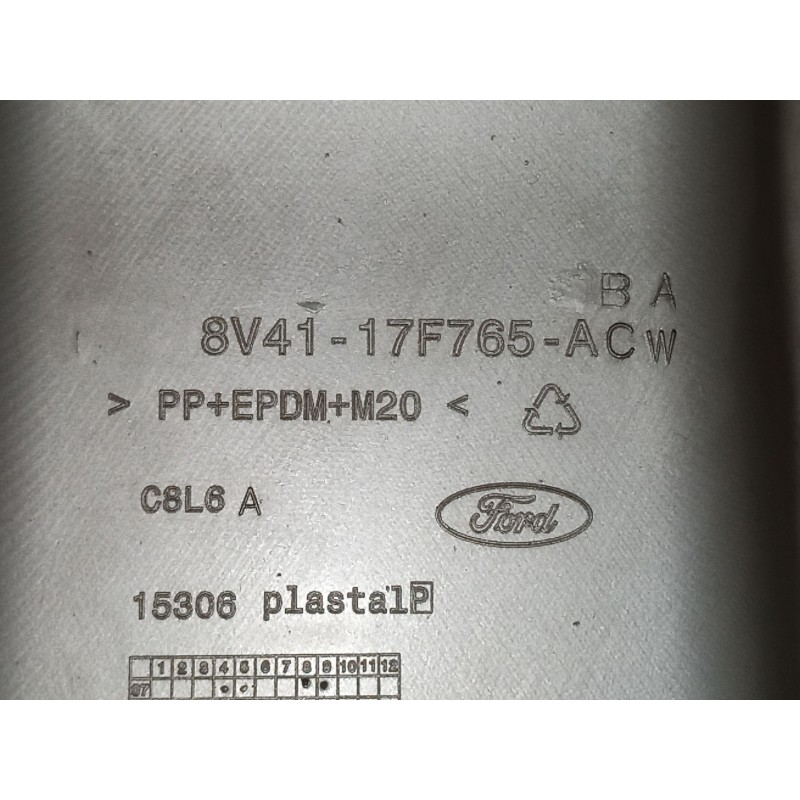 B A
8V41-17F765-ACW
> PP+EPDM+M20 <
C8L6 A
Ford
15306 plastal P
1 2 3 4 5 6 7 8 9 10 11 12
07